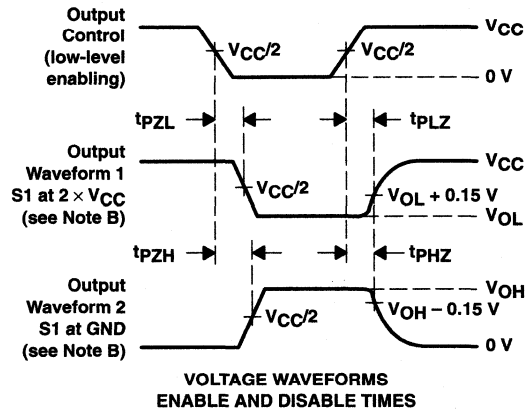 Output
Control
(low-level
enabling)
VCC/2
VCC/2
VCC
0 V
tPZL
tPLZ
Output
Waveform 1
S1 at 2 × VCC
(see Note B)
VCC/2
VCC
VOL + 0.15 V
VOL
tPZH
tPHZ
Output
Waveform 2
S1 at GND
(see Note B)
VCC/2
VOH
VOH − 0.15 V
0 V
VOLTAGE WAVEFORMS
ENABLE AND DISABLE TIMES